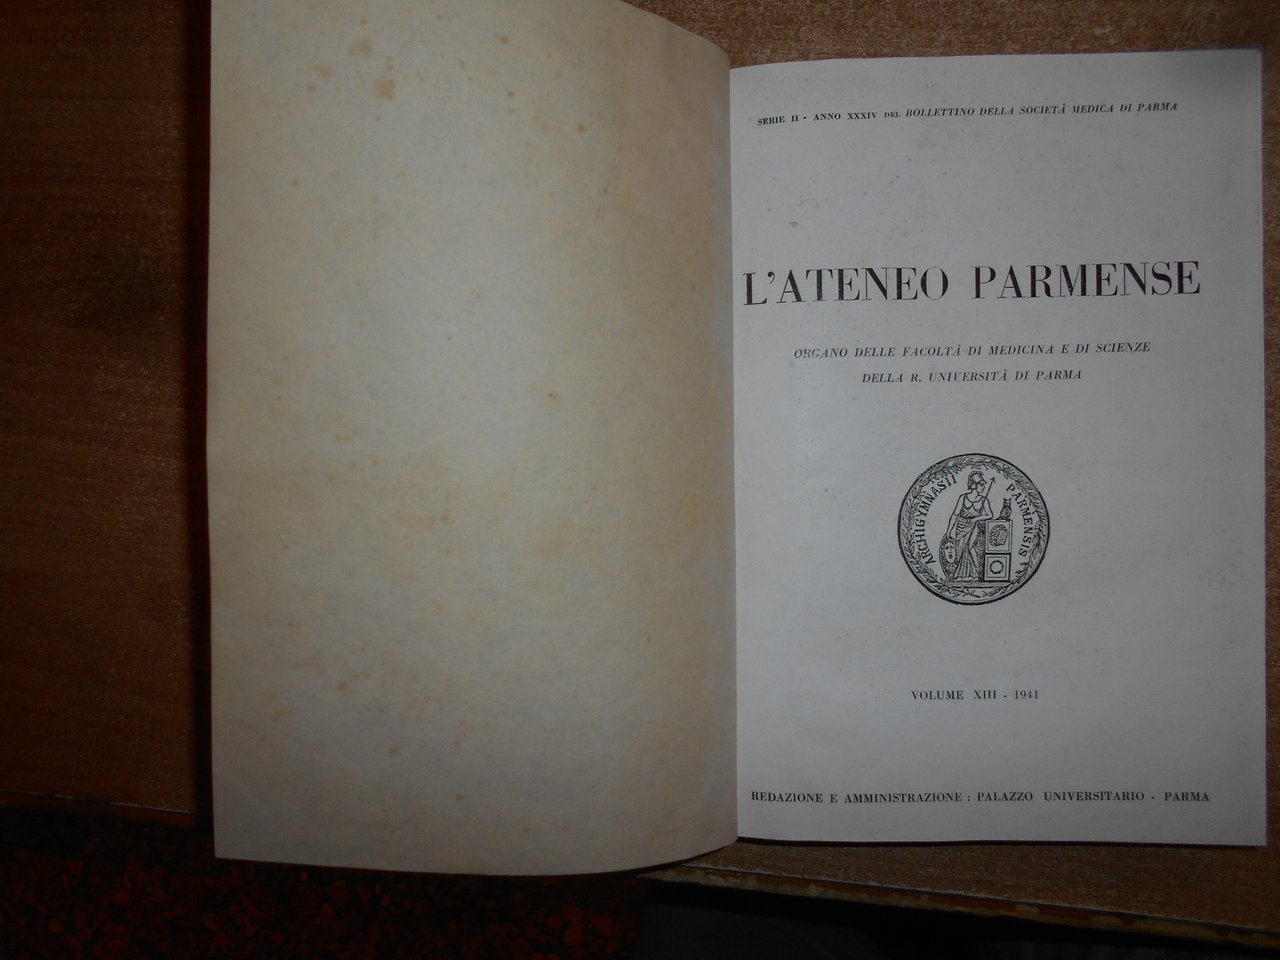 SERIE II - ANNO XXXIV DEL BOLLETTINO DELLA SOCIETÀ MEDICA DI PARMA
L'ATENEO PARMENSE
ORGANO DELLE FACOLTÀ DI MEDICINA E DI SCIENZE
DELLA R. UNIVERSITÀ DI PARMA
ARCHIGYMNASII PARMENSIS
VOLUME XIII - 1941
REDAZIONE E AMMINISTRAZIONE : PALAZZO UNIVERSITARIO - PARMA